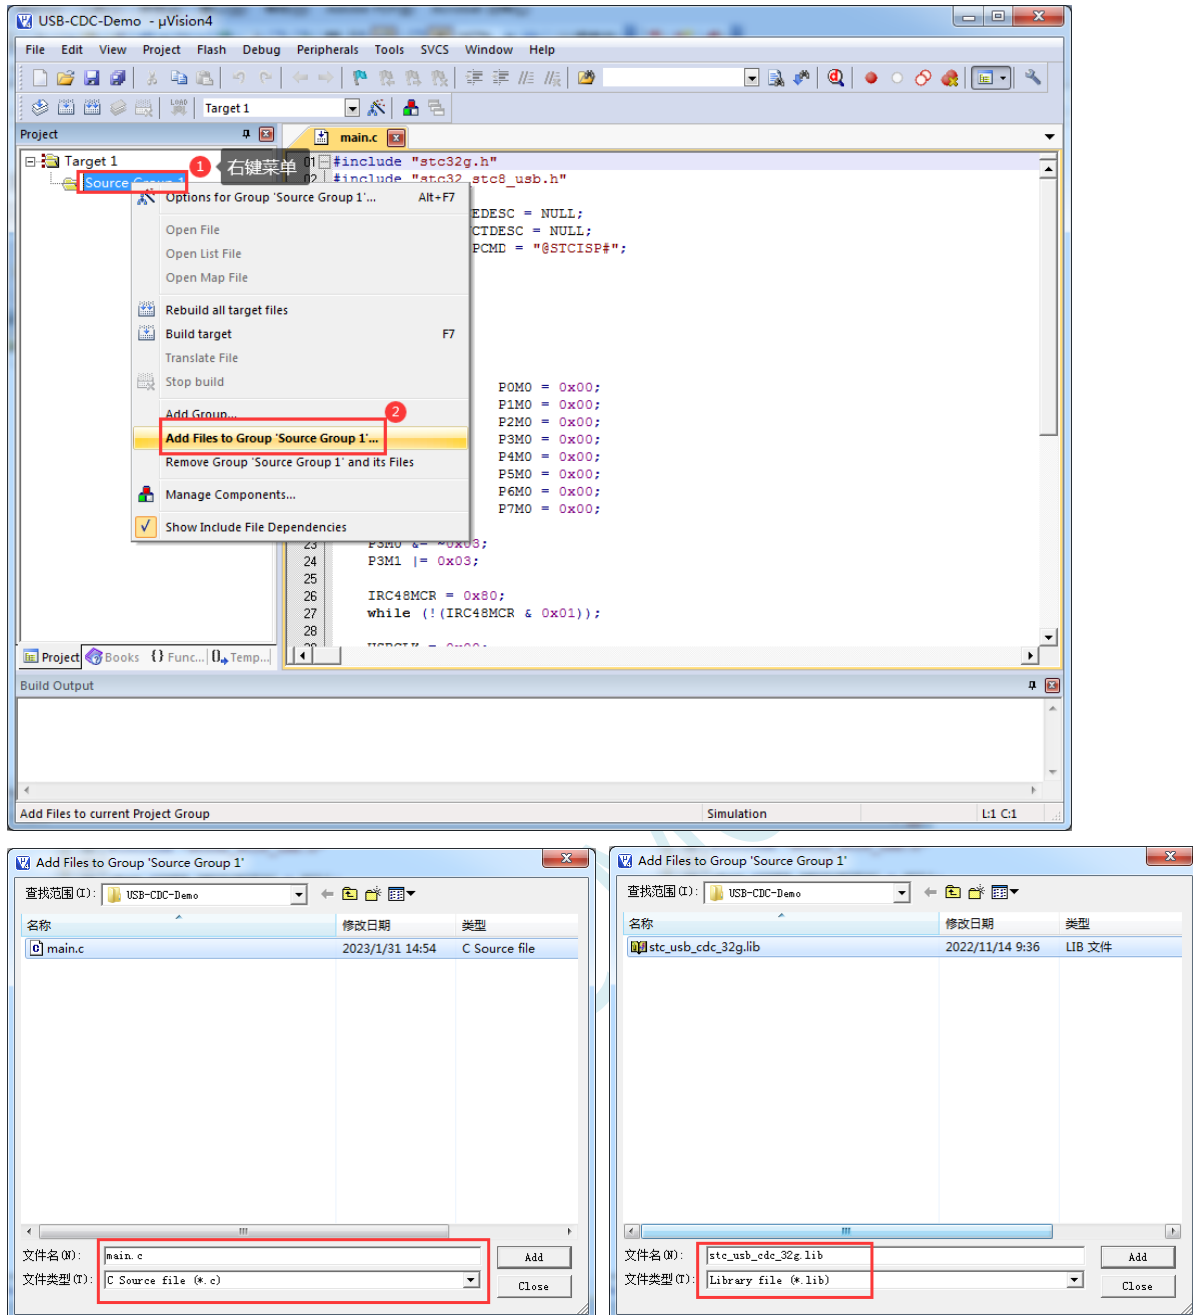 USB-CDC-Demo - μVision4
File Edit View Project Flash Debug Peripherals Tools SVCS Window Help
LOAD Target 1
Project
main.c
Target 1
1 右键菜单
01 #include "stc32g.h"
Source Group 1
02 #include "stc32_stc8_usb.h"
Options for Group 'Source Group 1'... Alt+F7
EDESC = NULL;
Open File
CTDESC = NULL;
Open List File
PCMD = "@STCISP#";
Open Map File
Rebuild all target files
Build target F7
Translate File
Stop build
P0M0 = 0x00;
P1M0 = 0x00;
Add Group...
2
P2M0 = 0x00;
Add Files to Group 'Source Group 1'...
P3M0 = 0x00;
Remove Group 'Source Group 1' and its Files
P4M0 = 0x00;
P5M0 = 0x00;
P6M0 = 0x00;
Manage Components...
P7M0 = 0x00;
Show Include File Dependencies
23 P3M0 &= ~0x03;
24 P3M1 |= 0x03;
25
26 IRC48MCR = 0x80;
27 while (!(IRC48MCR & 0x01));
28
29 USBCLK = 0x00;
Project Books {} Func... Temp...
Build Output
Add Files to current Project Group Simulation L:1 C:1
Add Files to Group 'Source Group 1'
查找范围(I): USB-CDC-Demo
名称 修改日期 类型
main.c 2023/1/31 14:54 C Source file
文件名(N): main.c Add
文件类型(T): C Source file (*.c) Close
Add Files to Group 'Source Group 1'
查找范围(I): USB-CDC-Demo
名称 修改日期 类型
stc_usb_cdc_32g.lib 2022/11/14 9:36 LIB 文件
文件名(N): stc_usb_cdc_32g.lib Add
文件类型(T): Library file (*.lib) Close